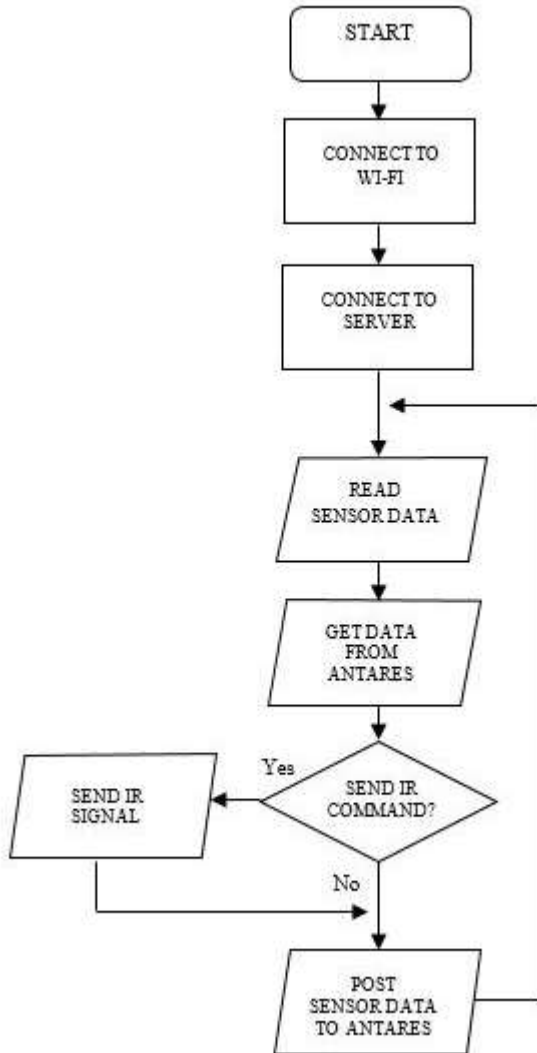 START
CONNECT TO
WI-FI
CONNECT TO
SERVER
READ
SENSOR DATA
GET DATA
FROM
ANTARES
SEND IR
COMMAND?
Yes
SEND IR
SIGNAL
No
POST
SENSOR DATA
TO ANTARES